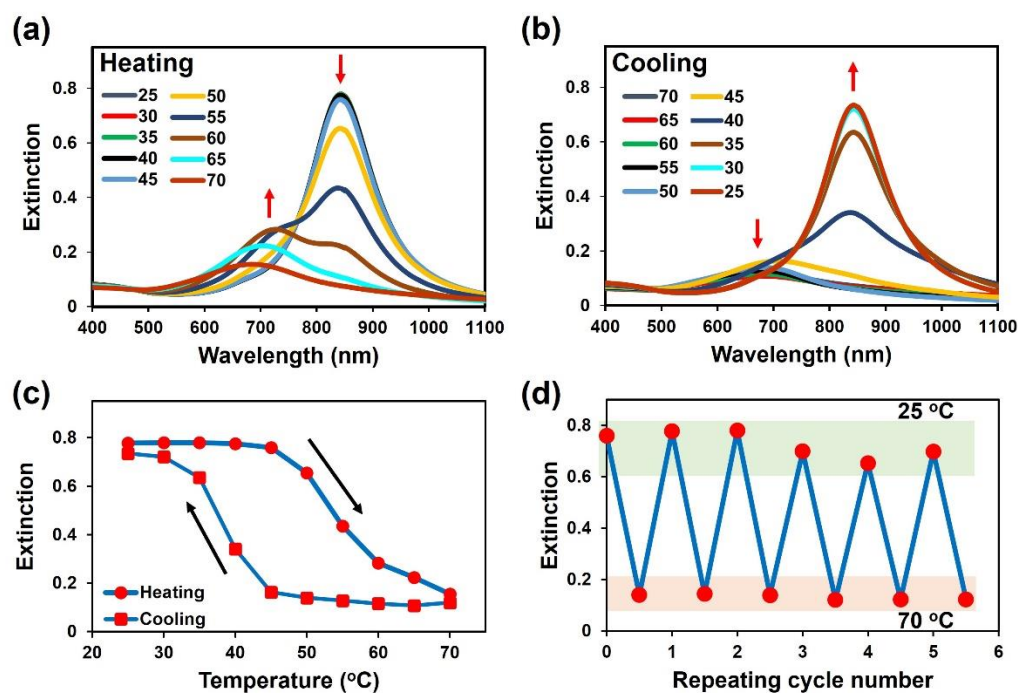 (a)
Heating
25 50
30 55
35 60
40 65
45 70
Extinction
0.8
0.6
0.4
0.2
0
400 500 600 700 800 900 1000 1100
Wavelength (nm)
(b)
Cooling
70 45
65 40
60 35
55 30
50 25
Extinction
0.8
0.6
0.4
0.2
0
400 500 600 700 800 900 1000 1100
Wavelength (nm)
(c)
Extinction
1.0
0.8
0.6
0.4
0.2
0
Heating
Cooling
20 30 40 50 60 70
Temperature (°C)
(d)
25 °C
Extinction
0.8
0.6
0.4
0.2
0
70 °C
0 1 2 3 4 5 6
Repeating cycle number